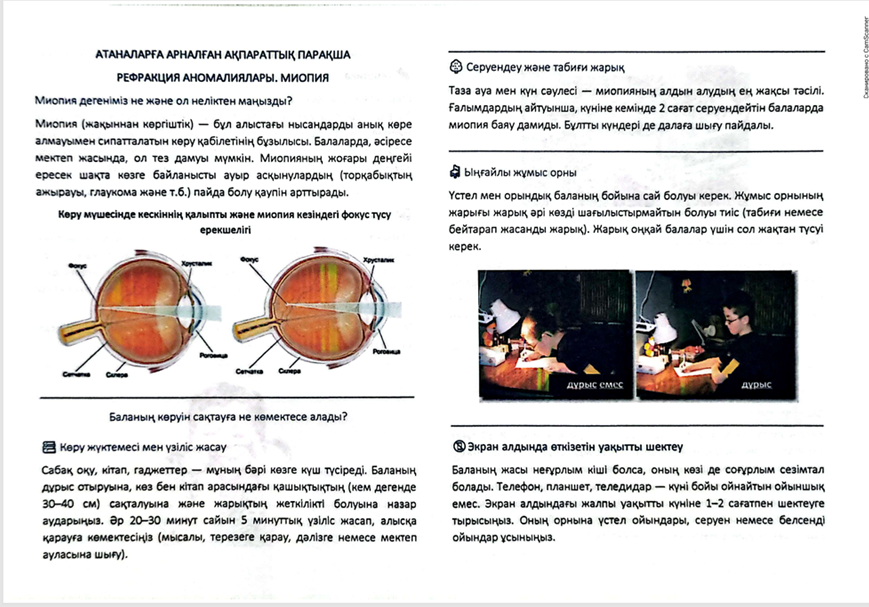 АТАНАЛАРҒА АРНАЛҒАН АҚПАРАТТЫҚ ПАРАҚША
РЕФРАКЦИЯ АНОМАЛИЯЛАРЫ. МИОПИЯ
Миопия дегеніміз не және ол неліктен маңызды?
Миопия (жақыннан көргіштік) — бұл алыстағы нысандарды анық көре
алмауымен сипатталатын көру қабілетінің бұзылысы. Балаларда, әсіресе
мектеп жасында, ол тез дамуы мүмкін. Миопияның жоғары деңгейі
ересек шақта көзге байланысты ауыр асқынулардың (торқабықтың
ажырауы, глаукома және т.б.) пайда болу қаупін арттырады.
Көру мүшесінде кескіннің қалыпты және миопия кезіндегі фокус түсу
ерекшелігі
Фокус
Хрусталик
Роговица
Сетчатка
Склера
Фокус
Хрусталик
Роговица
Сетчатка
Склера
Баланың көруін сақтауға не көмектесе алады?
Көру жүктемесі мен үзіліс жасау
Сабақ оқу, кітап, гаджеттер — мұның бәрі көзге күш түсіреді. Баланың
дұрыс отыруына, көз бен кітап арасындағы қашықтықтың (кем дегенде
30–40 см) сақталуына және жарықтың жеткілікті болуына назар
аударыңыз. Әр 20–30 минут сайын 5 минуттық үзіліс жасап, алысқа
қарауға көмектесіңіз (мысалы, терезеге қарау, дәлізге немесе мектеп
ауласына шығу).
Серуендеу және табиғи жарық
Таза ауа мен күн сәулесі — миопияның алдын алудың ең жақсы тәсілі.
Ғалымдардың айтуынша, күніне кемінде 2 сағат серуендейтін балаларда
миопия баяу дамиды. Бұлтты күндері де далаға шығу пайдалы.
Ыңғайлы жұмыс орны
Үстел мен орындық баланың бойына сай болуы керек. Жұмыс орнының
жарығы жарық әрі көзді шағылыстырмайтын болуы тиіс (табиғи немесе
бейтарап жасанды жарық). Жарық оңқай балалар үшін сол жақтан түсуі
керек.
дұрыс емес
дұрыс
Экран алдында өткізетін уақытты шектеу
Баланың жасы неғұрлым кіші болса, оның көзі де соғұрлым сезімтал
болады. Телефон, планшет, теледидар — күні бойы ойнайтын ойыншық
емес. Экран алдындағы жалпы уақытты күніне 1–2 сағатпен шектеуге
тырысыңыз. Оның орнына үстел ойындары, серуен немесе белсенді
ойындар ұсыныңыз.
Сканировано с CamScanner